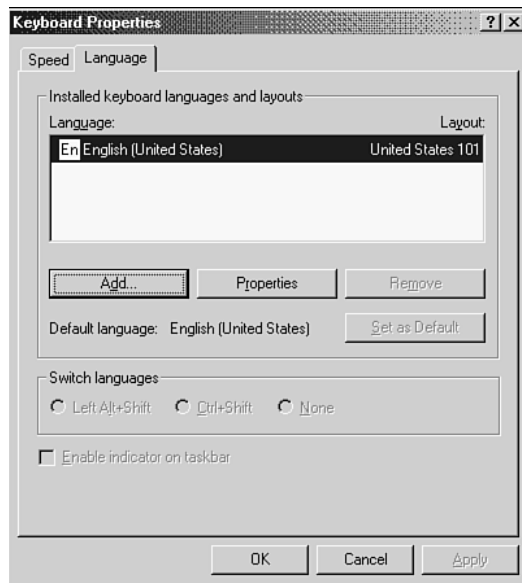 Keyboard Properties
Speed Language
Installed keyboard languages and layouts
Language: Layout:
En English (United States) United States 101
Add... Properties Remove
Default language: English (United States) Set as Default
Switch languages
Left Alt+Shift Ctrl+Shift None
Enable indicator on taskbar
OK Cancel Apply